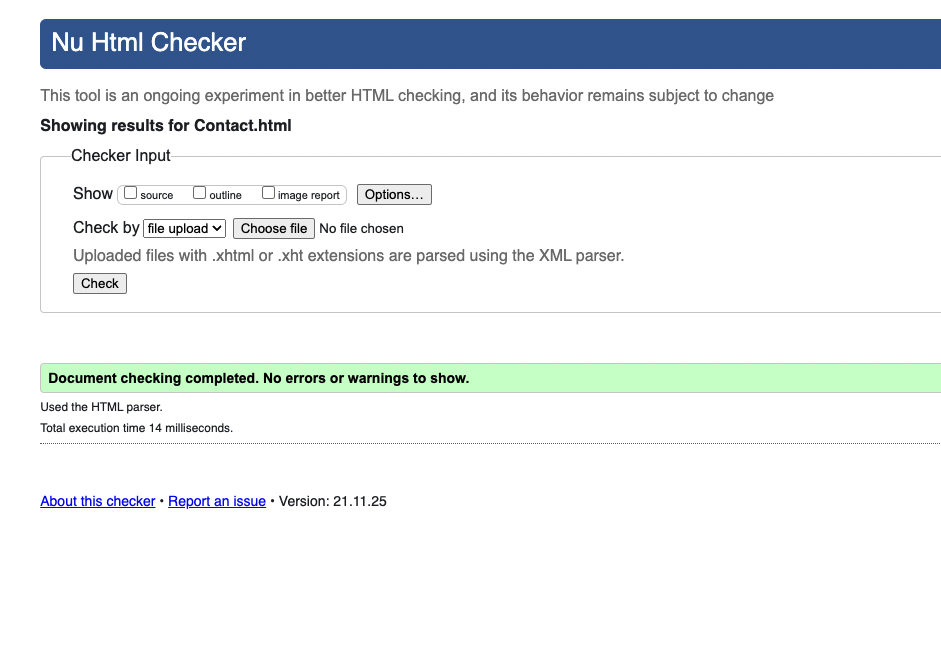 Nu Html Checker
This tool is an ongoing experiment in better HTML checking, and its behavior remains subject to change
Showing results for Contact.html
Checker Input
Show source outline image report Options…
Check by file upload Choose file No file chosen
Uploaded files with .xhtml or .xht extensions are parsed using the XML parser.
Check
Document checking completed. No errors or warnings to show.
Used the HTML parser.
Total execution time 14 milliseconds.
About this checker • Report an issue • Version: 21.11.25